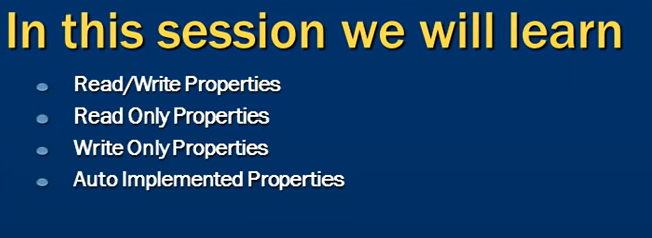 In this session we will learn
Read/Write Properties
Read Only Properties
Write Only Properties
Auto Implemented Properties